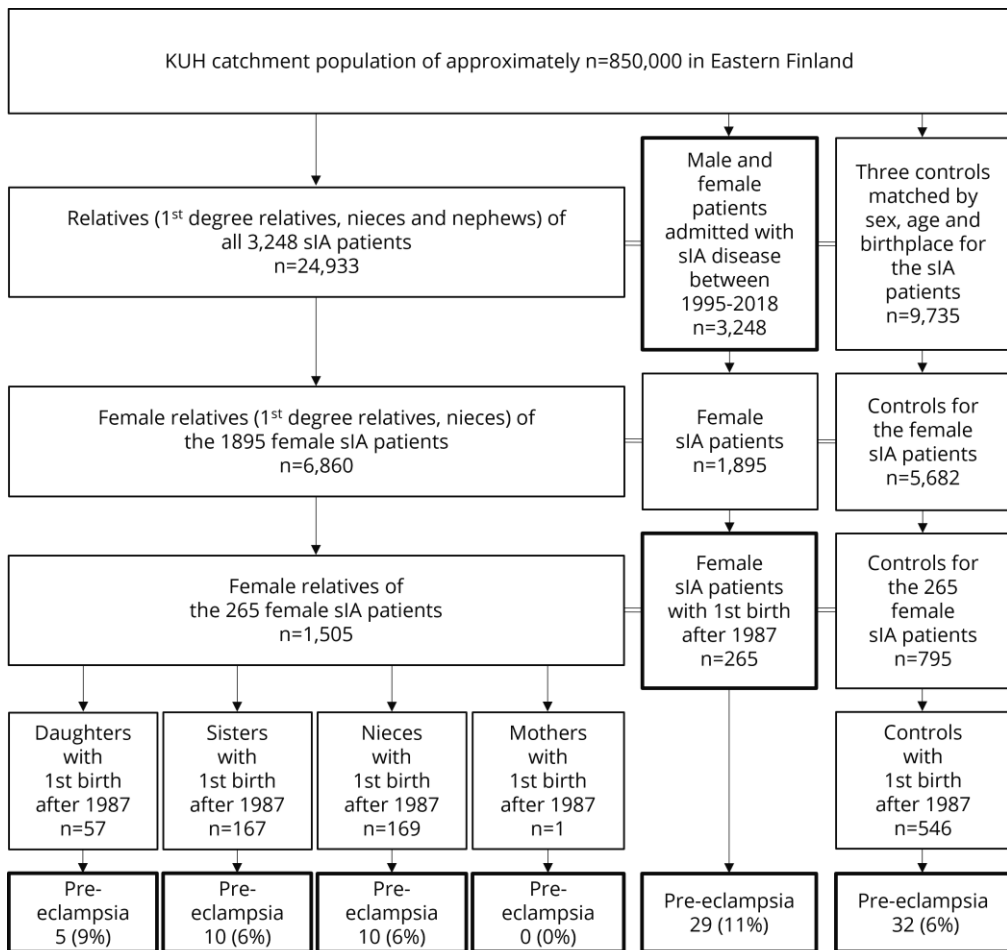 KUH catchment population of approximately n=850,000 in Eastern Finland
Relatives (1st degree relatives, nieces and nephews) of
all 3,248 sIA patients
n=24,933
Male and
female
patients
admitted with
sIA disease
between
1995-2018
n=3,248
Three controls
matched by
sex, age and
birthplace for
the sIA
patients
n=9,735
Female relatives (1st degree relatives, nieces) of
the 1895 female sIA patients
n=6,860
Female
sIA patients
n=1,895
Controls for
the female
sIA patients
n=5,682
Female relatives of
the 265 female sIA patients
n=1,505
Female
sIA patients
with 1st birth
after 1987
n=265
Controls for
the 265
female
sIA patients
n=795
Daughters
with
1st birth
after 1987
n=57
Sisters
with
1st birth
after 1987
n=167
Nieces
with
1st birth
after 1987
n=169
Mothers
with 1st
birth after
1987
n=1
Controls
with
1st birth
after 1987
n=546
Pre-
eclampsia
5 (9%)
Pre-
eclampsia
10 (6%)
Pre-
eclampsia
10 (6%)
Pre-
eclampsia
0 (0%)
Pre-eclampsia
29 (11%)
Pre-eclampsia
32 (6%)